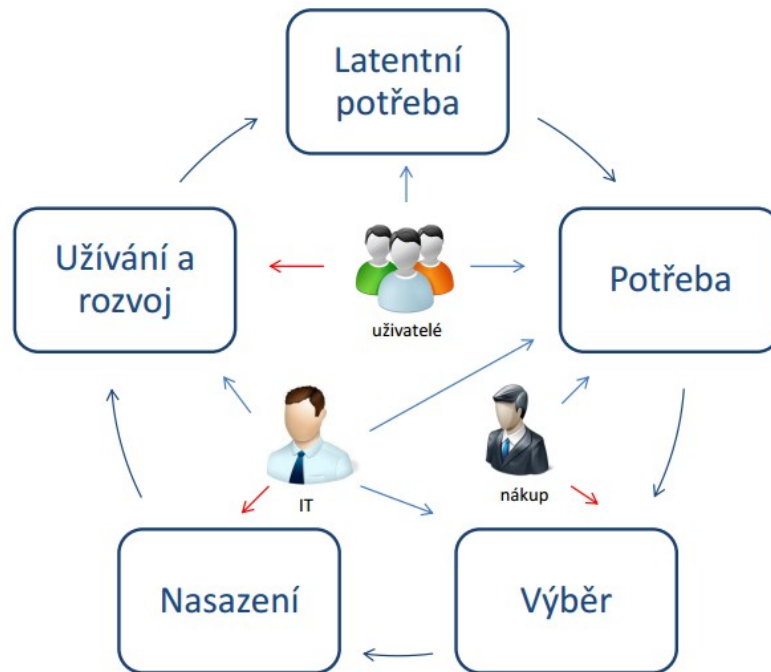 Latentní
potřeba
Užívání a
rozvoj
Potřeba
uživatelé
IT
nákup
Nasazení
Výběr